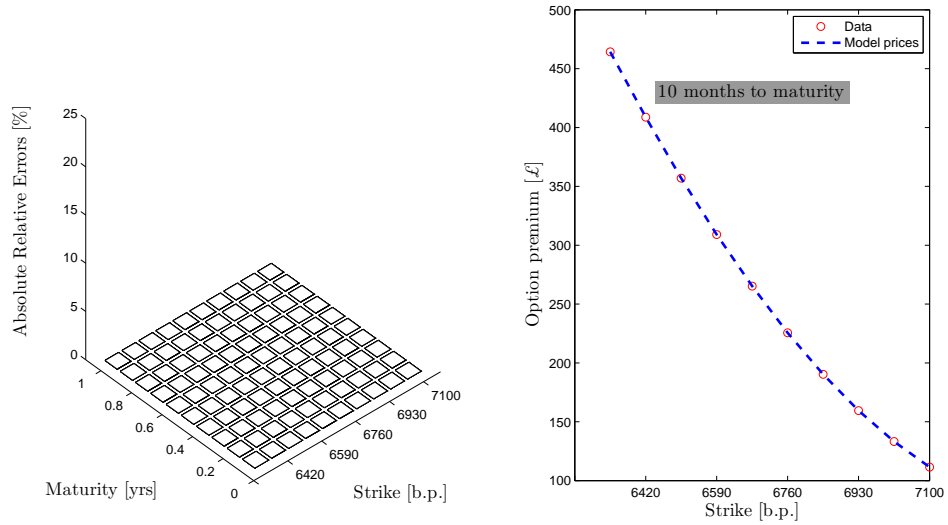 Absolute Relative Errors [%]
25
20
15
10
5
0
1
0.8
0.6
0.4
0.2
0
Maturity [yrs]
6420
6590
6760
6930
7100
Strike [b.p.]
500
450
400
350
300
250
200
150
100
Option premium [£]
Data
Model prices
10 months to maturity
6420 6590 6760 6930 7100
Strike [b.p.]